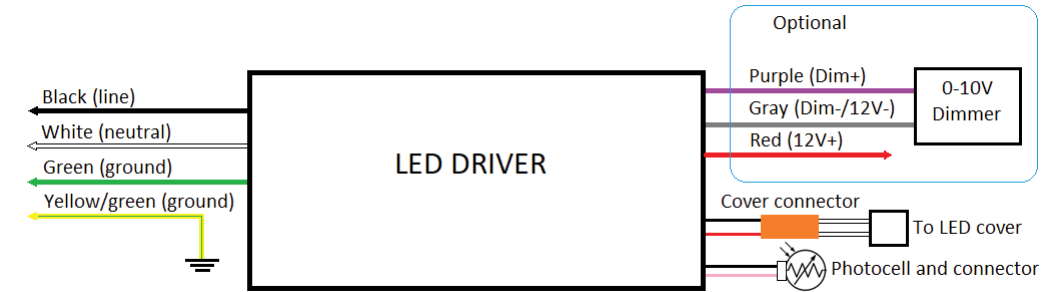 Optional
Black (line)
White (neutral)
Green (ground)
Yellow/green (ground)
LED DRIVER
Purple (Dim+)
Gray (Dim-/12V-)
Red (12V+)
0-10V
Dimmer
Cover connector
To LED cover
Photocell and connector